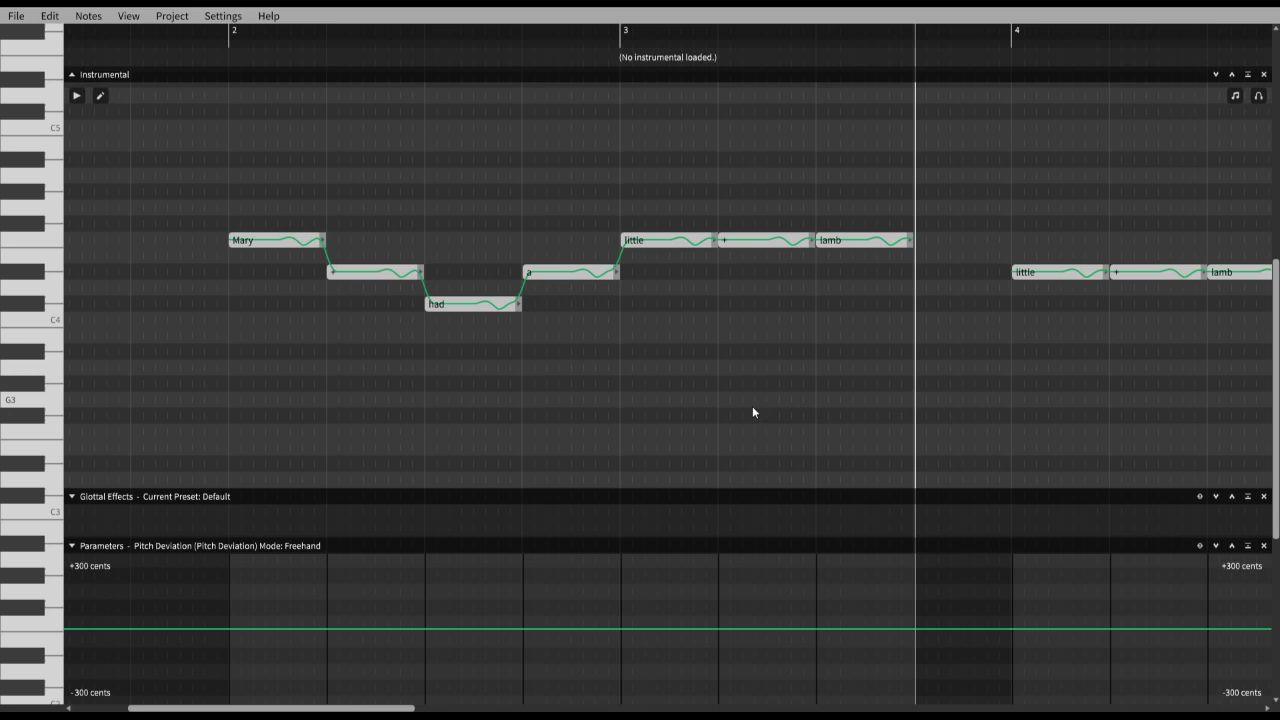 File Edit Notes View Project Settings Help
2 3 4
(No instrumental loaded.)
Instrumental
C5
Mary + had a little + lamb little + lamb
C4
G3
Glottal Effects - Current Preset: Default
C3
Parameters - Pitch Deviation (Pitch Deviation) Mode: Freehand
+300 cents +300 cents
-300 cents -300 cents